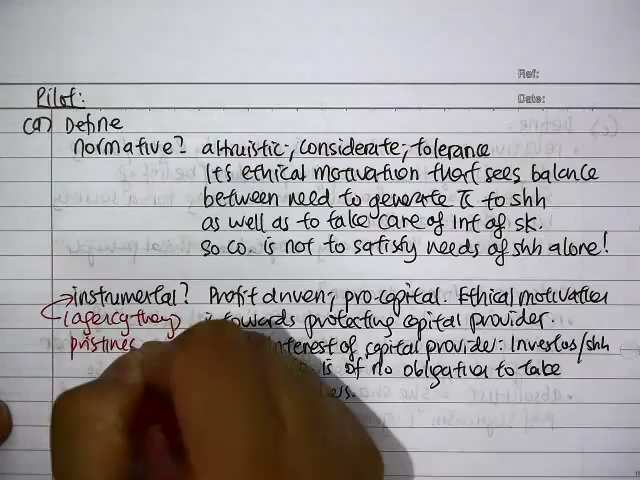 Ref:
Pilot:
Date:
(a) Define
normative? altruistic, considerate, tolerance
It's ethical motivation that sees balance
between need to generate π to shh
as well as to take care of int of sk.
so co. is not to satisfy needs of shh alone!
instrumental? Profit driven, pro-capital. Ethical motivation
(agency theory) is towards protecting capital provider.
pristines interest of capital provider: Investos/shh
is of no obligation to take